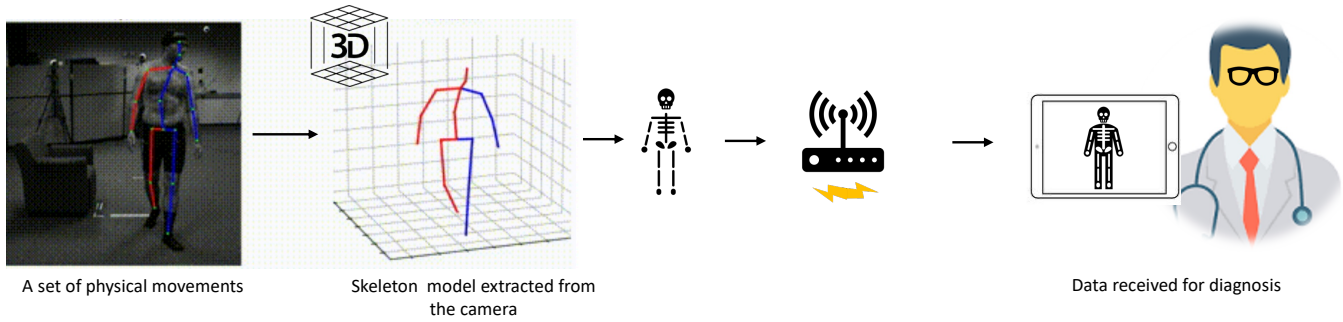 3D
A set of physical movements
Skeleton model extracted from
the camera
Data received for diagnosis